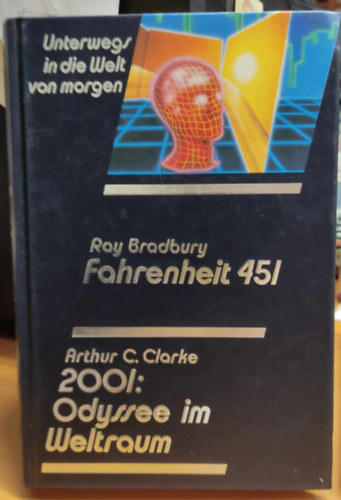 Unterwegs
in die Welt
von morgen
Ray Bradbury
Fahrenheit 451
Arthur C. Clarke
2001:
Odyssee im
Weltraum